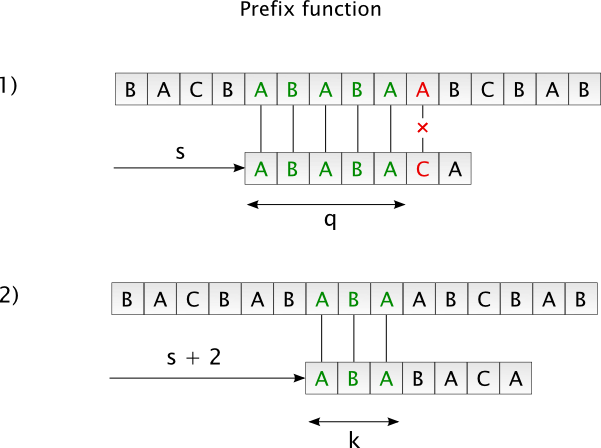 Prefix function
1)
B A C B A B A B A A B C B A B
s
A B A B A C A
q
2)
B A C B A B A B A A B C B A B
s + 2
A B A B A C A
k